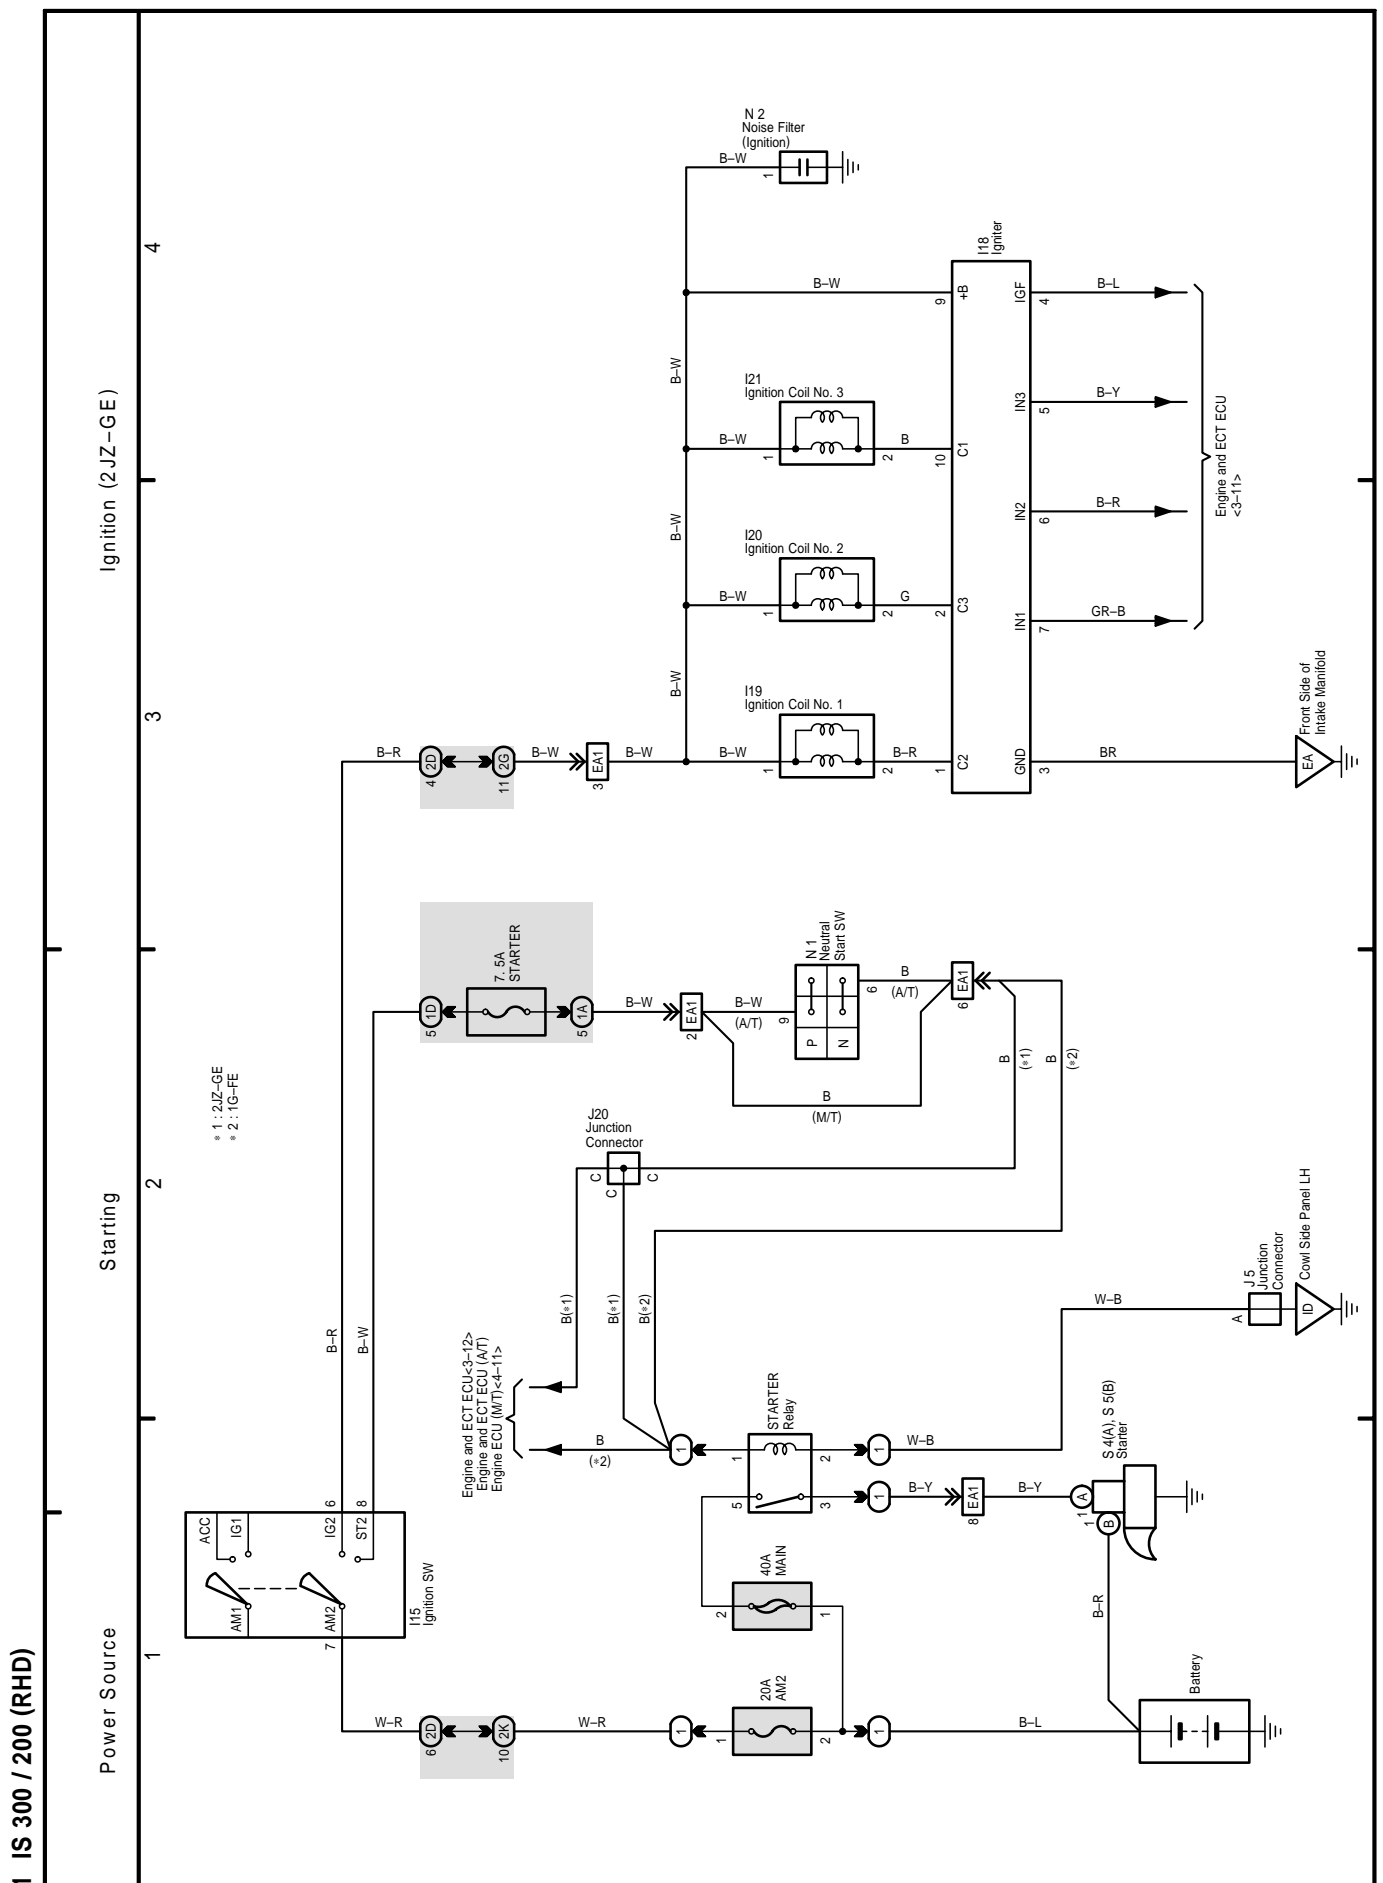 1 IS 300 / 200 (RHD)
Power Source
Starting
Ignition (2JZ–GE)
1
2
3
4
∗ 1 : 2JZ–GE
∗ 2 : 1G–FE
ACC
IG1
AM1
IG2 6
ST2 8
AM2
7
I15
Ignition SW
W–R
6 2D
10 2K
W–R
1
1
20A
AM2
2
1
B–L
Battery
B–R
2
40A
MAIN
1
B–R
B–W
Engine and ECT ECU<3–12>
Engine and ECT ECU (A/T)
Engine ECU (M/T)<4–11>
B
(∗2)
B(∗1)
B(∗1)
B(∗2)
1
1
5
STARTER
Relay
2
3
1
1
W–B
B–Y
8
EA1
B–Y
A
1
1
B
S 4(A), S 5(B)
Starter
W–B
A
J 5
Junction
Connector
ID
Cowl Side Panel LH
J20
Junction
Connector
C
C
C
5 1D
7. 5A
STARTER
5 1A
B–W
2
EA1
B–W
(A/T)
9
P
N
N 1
Neutral
Start SW
6
B
(A/T)
B
(M/T)
6
EA1
B
(∗1)
B
(∗2)
B–R
4 2D
11 2G
B–W
3
EA1
B–W
B–W
B–W
B–W
B–W
1
I19
Ignition Coil No. 1
2
B–R
1
C2
B–W
1
I20
Ignition Coil No. 2
2
G
2
C3
B–W
1
I21
Ignition Coil No. 3
2
B
10
C1
B–W
9
+B
B–W
1
N 2
Noise Filter
(Ignition)
I18
Igniter
GND
3
BR
EA
Front Side of
Intake Manifold
IN1
7
GR–B
IN2
6
B–R
IN3
5
B–Y
IGF
4
B–L
Engine and ECT ECU
<3–11>